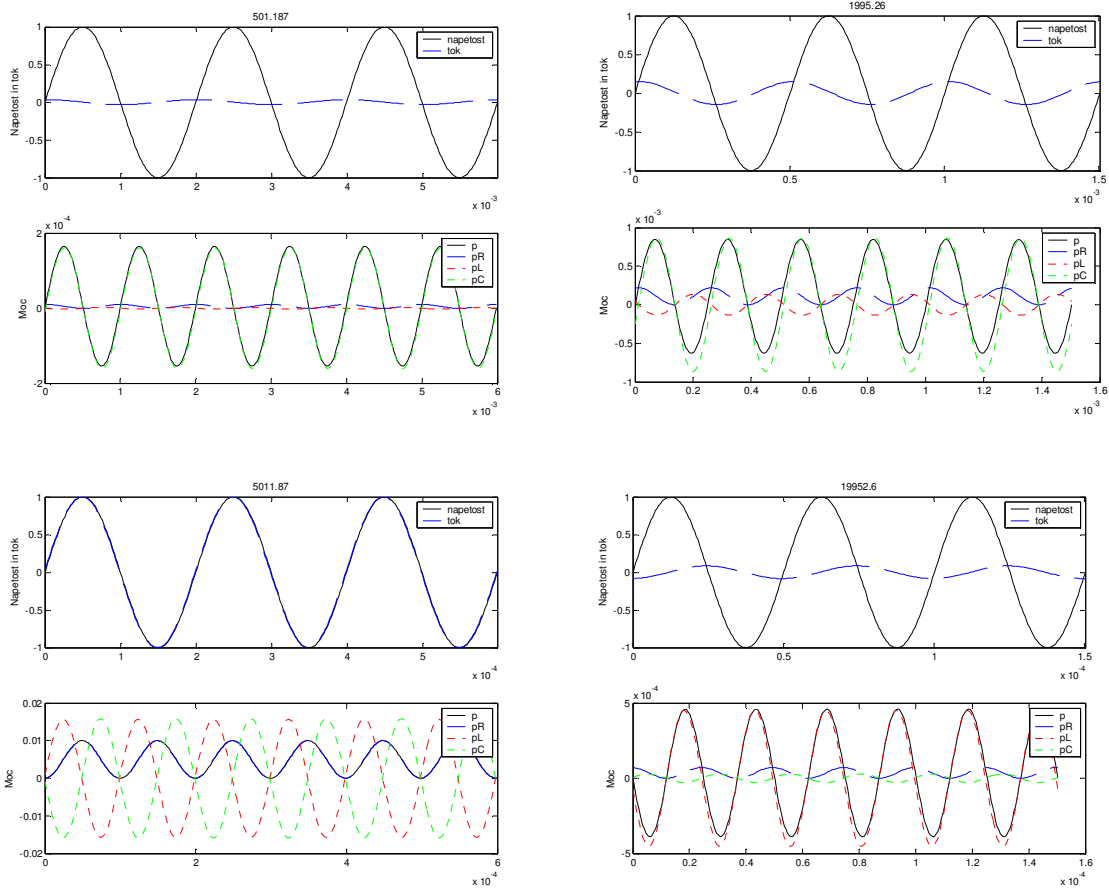 501.187
1
0.5
0
-0.5
-1
Napetost in tok
napetost
tok
0 1 2 3 4 5 6
x 10 -3
x 10 -4
2
0
-2
Moc
p
pR
pL
pC
0 1 2 3 4 5 6
x 10 -3
1995.26
1
0.5
0
-0.5
-1
Napetost in tok
napetost
tok
0 0.5 1 1.5
x 10 -3
x 10 -3
1
0.5
0
-0.5
-1
Moc
p
pR
pL
pC
0 0.2 0.4 0.6 0.8 1 1.2 1.4 1.6
x 10 -3
5011.87
1
0.5
0
-0.5
-1
Napetost in tok
napetost
tok
0 1 2 3 4 5 6
x 10 -4
0.02
0.01
0
-0.01
-0.02
Moc
p
pR
pL
pC
0 2 4 6
x 10 -4
19952.6
1
0.5
0
-0.5
-1
Napetost in tok
napetost
tok
0 0.5 1 1.5
x 10 -4
x 10 -4
5
0
-5
Moc
p
pR
pL
pC
0 0.2 0.4 0.6 0.8 1 1.2 1.4 1.6
x 10 -4